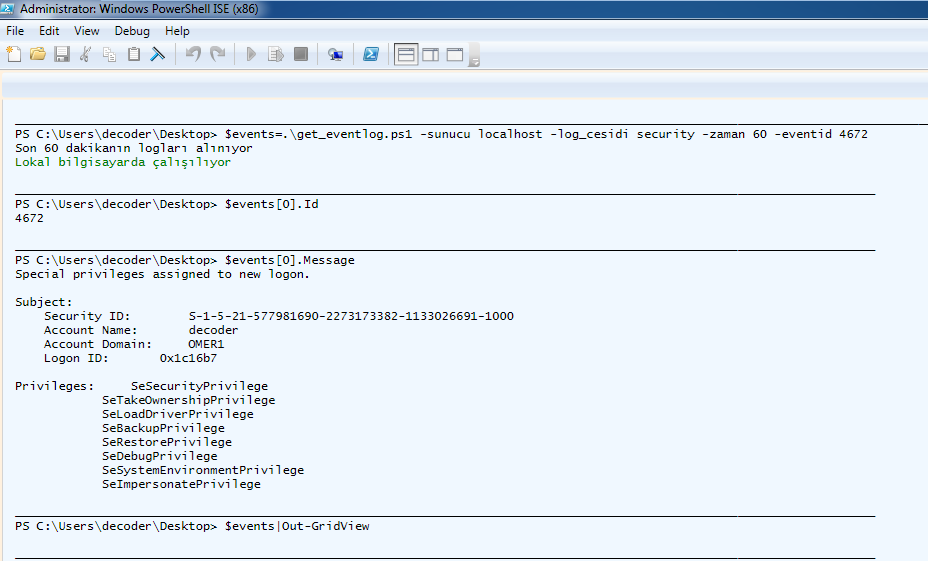 Administrator: Windows PowerShell ISE (x86)
File Edit View Debug Help
PS C:\Users\decoder\Desktop> $events=.\get_eventlog.ps1 -sunucu localhost -log_cesidi security -zaman 60 -eventid 4672
Son 60 dakikanın logları alınıyor
Lokal bilgisayarda çalışılıyor
PS C:\Users\decoder\Desktop> $events[0].Id
4672
PS C:\Users\decoder\Desktop> $events[0].Message
Special privileges assigned to new logon.
Subject:
Security ID: S-1-5-21-577981690-2273173382-1133026691-1000
Account Name: decoder
Account Domain: OMER1
Logon ID: 0x1c16b7
Privileges: SeSecurityPrivilege
SeTakeOwnershipPrivilege
SeLoadDriverPrivilege
SeBackupPrivilege
SeRestorePrivilege
SeDebugPrivilege
SeSystemEnvironmentPrivilege
SeImpersonatePrivilege
PS C:\Users\decoder\Desktop> $events|Out-GridView